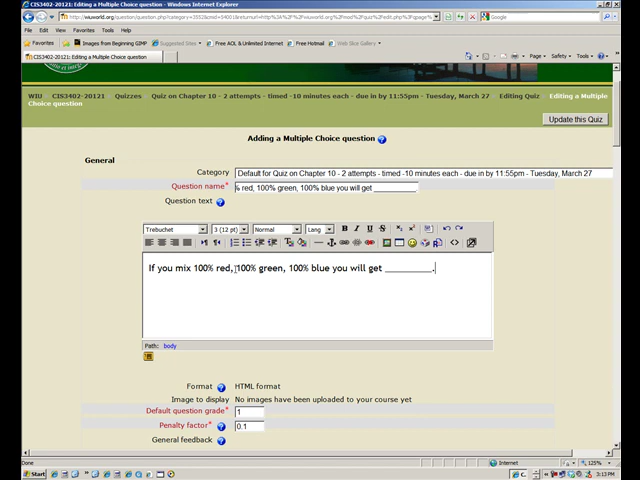 CIS3402-20121: Editing a Multiple Choice question - Windows Internet Explorer
Google
File Edit View Favorites Tools Help
Favorites Images from Beginning GIMP Suggested Sites Free AOL & Unlimited Internet Free Hotmail Web Slice Gallery
CIS3402-20121: Editing a Multiple Choice question
Page Safety Tools
WIU CIS3402-20121 Quizzes Quiz on Chapter 10 - 2 attempts - timed -10 minutes each - due in by 11:55pm - Tuesday, March 27 Editing Quiz Editing a Multiple
Choice question
Update this Quiz
Adding a Multiple Choice question
General
Category Default for Quiz on Chapter 10 - 2 attempts - timed -10 minutes each - due in by 11:55pm - Tuesday, March 27
Question name* % red, 100% green, 100% blue you will get __________.
Question text
Trebuchet 3 (12 pt) Normal Lang B I U S
If you mix 100% red, 100% green, 100% blue you will get __________.
Path: body
Format HTML format
Image to display No images have been uploaded to your course yet
Default question grade* 1
Penalty factor* 0.1
General feedback
Done Internet 125%
Start 3:13 PM